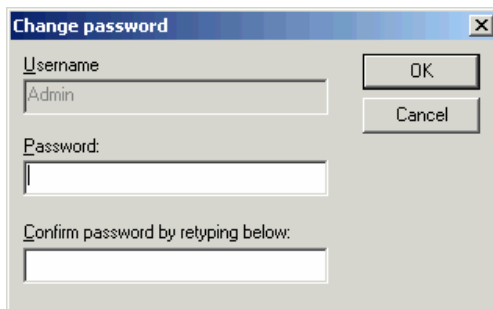 Change password
Username
OK
Admin
Cancel
Password:
Confirm password by retyping below: